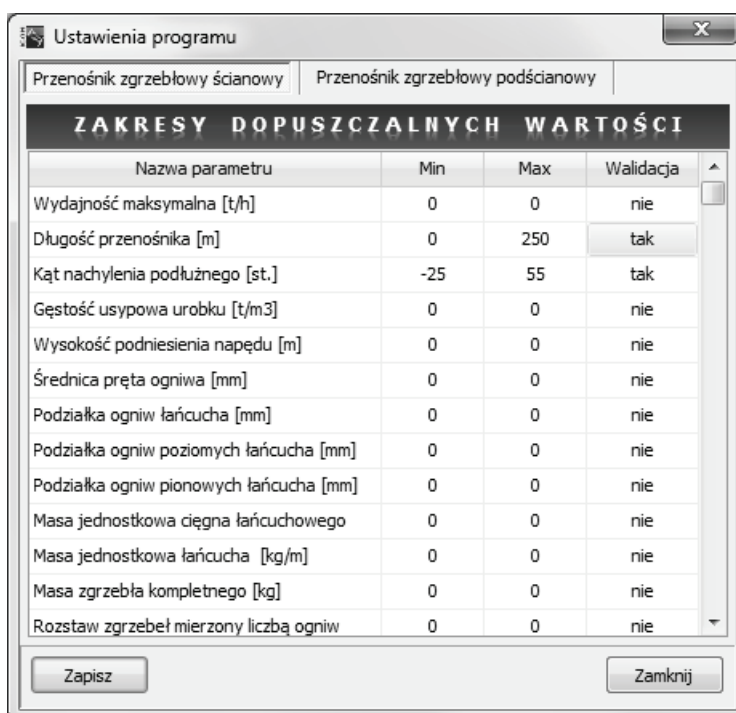 Ustawienia programu
Przenośnik zgrzebłowy ścianowy Przenośnik zgrzebłowy podścianowy
ZAKRESY DOPUSZCZALNYCH WARTOŚCI
Nazwa parametru Min Max Walidacja
Wydajność maksymalna [t/h] 0 0 nie
Długość przenośnika [m] 0 250 tak
Kąt nachylenia podłużnego [st.] -25 55 tak
Gęstość usypowa urobku [t/m3] 0 0 nie
Wysokość podniesienia napędu [m] 0 0 nie
Średnica pręta ogniwa [mm] 0 0 nie
Podziałka ogniw łańcucha [mm] 0 0 nie
Podziałka ogniw poziomych łańcucha [mm] 0 0 nie
Podziałka ogniw pionowych łańcucha [mm] 0 0 nie
Masa jednostkowa cięgna łańcuchowego 0 0 nie
Masa jednostkowa łańcucha [kg/m] 0 0 nie
Masa zgrzebła kompletnego [kg] 0 0 nie
Rozstaw zgrzebeł mierzony liczbą ogniw 0 0 nie
Zapisz Zamknij